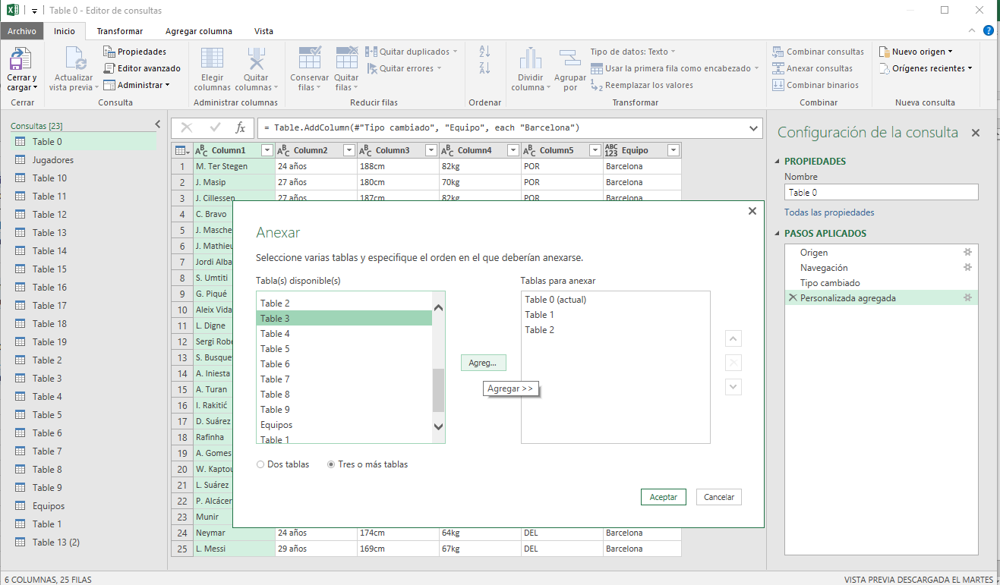 Table 0 - Editor de consultas
Archivo Inicio Transformar Agregar columna Vista
Cerrar y cargar
Cerrar
Actualizar vista previa
Propiedades
Editor avanzado
Administrar
Consulta
Elegir columnas
Quitar columnas
Administrar columnas
Conservar filas
Quitar filas
Quitar duplicados
Quitar errores
Reducir filas
Ordenar
Dividir columna
Agrupar por
Tipo de datos: Texto
Usar la primera fila como encabezado
Reemplazar los valores
Transformar
Combinar consultas
Anexar consultas
Combinar binarios
Combinar
Nuevo origen
Orígenes recientes
Nueva consulta
Consultas [23]
Table 0
Jugadores
Table 10
Table 11
Table 12
Table 13
Table 14
Table 15
Table 16
Table 17
Table 18
Table 19
Table 2
Table 3
Table 4
Table 5
Table 6
Table 7
Table 8
Table 9
Equipos
Table 1
Table 13 (2)
fx = Table.AddColumn(#"Tipo cambiado", "Equipo", each "Barcelona")
Column1 Column2 Column3 Column4 Column5 Equipo
1 M. Ter Stegen 24 años 188cm 82kg POR Barcelona
2 J. Masip 27 años 180cm 70kg POR Barcelona
3 J. Cillessen 27 años 187cm 82kg POR Barcelona
4 C. Bravo
5 J. Masche
6 J. Mathieu
7 Jordi Alba
8 S. Umtiti
9 G. Piqué
10 Aleix Vida
11 L. Digne
12 Sergi Robe
13 S. Busque
14 A. Iniesta
15 A. Turan
16 I. Rakitić
17 D. Suárez
18 Rafinha
19 A. Gomes
20 W. Kaptou
21 L. Suárez
22 P. Alcácer
23 Munir
24 Neymar 24 años 174cm 64kg DEL Barcelona
25 L. Messi 29 años 169cm 67kg DEL Barcelona
Anexar
Seleccione varias tablas y especifique el orden en el que deberían anexarse.
Tabla(s) disponible(s)
Table 2
Table 3
Table 4
Table 5
Table 6
Table 7
Table 8
Table 9
Equipos
Table 1
Agreg...
Agregar >>
Tablas para anexar
Table 0 (actual)
Table 1
Table 2
Dos tablas Tres o más tablas
Aceptar Cancelar
Configuración de la consulta
PROPIEDADES
Nombre
Table 0
Todas las propiedades
PASOS APLICADOS
Origen
Navegación
Tipo cambiado
Personalizada agregada
6 COLUMNAS, 25 FILAS VISTA PREVIA DESCARGADA EL MARTES